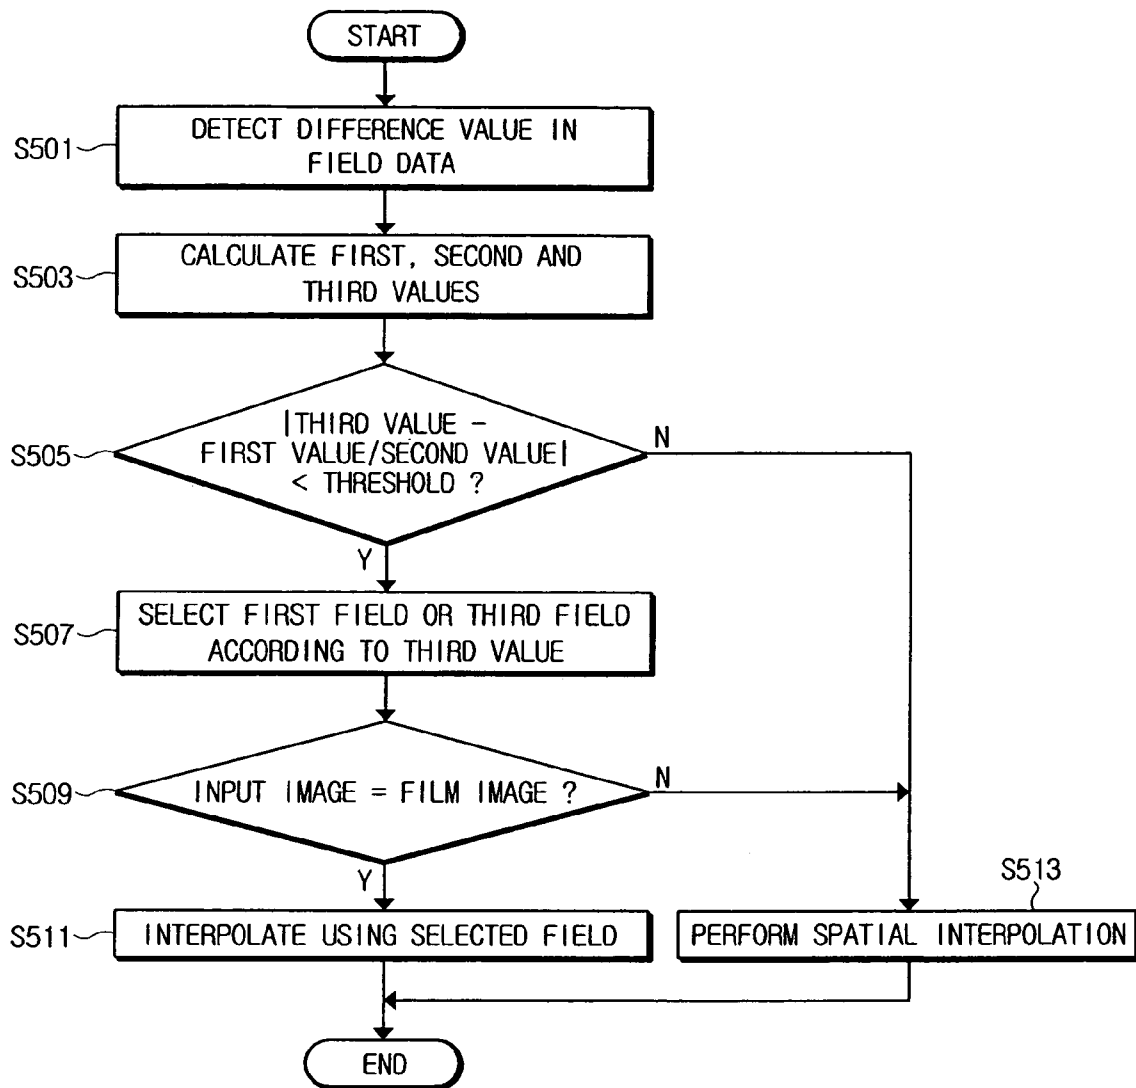 START
S501
DETECT DIFFERENCE VALUE IN
FIELD DATA
S503
CALCULATE FIRST, SECOND AND
THIRD VALUES
S505
|THIRD VALUE -
FIRST VALUE/SECOND VALUE|
< THRESHOLD ?
N
Y
S507
SELECT FIRST FIELD OR THIRD FIELD
ACCORDING TO THIRD VALUE
S509
INPUT IMAGE = FILM IMAGE ?
N
Y
S511
INTERPOLATE USING SELECTED FIELD
S513
PERFORM SPATIAL INTERPOLATION
END